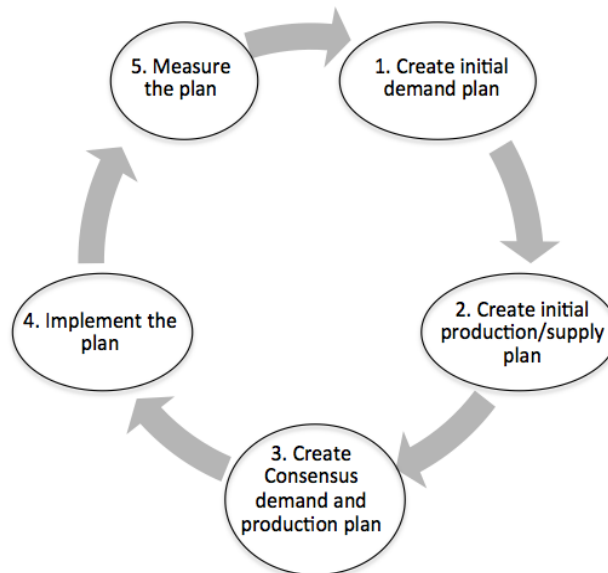 1. Create initial
demand plan
2. Create initial
production/supply
plan
3. Create
Consensus
demand and
production plan
4. Implement the
plan
5. Measure
the plan